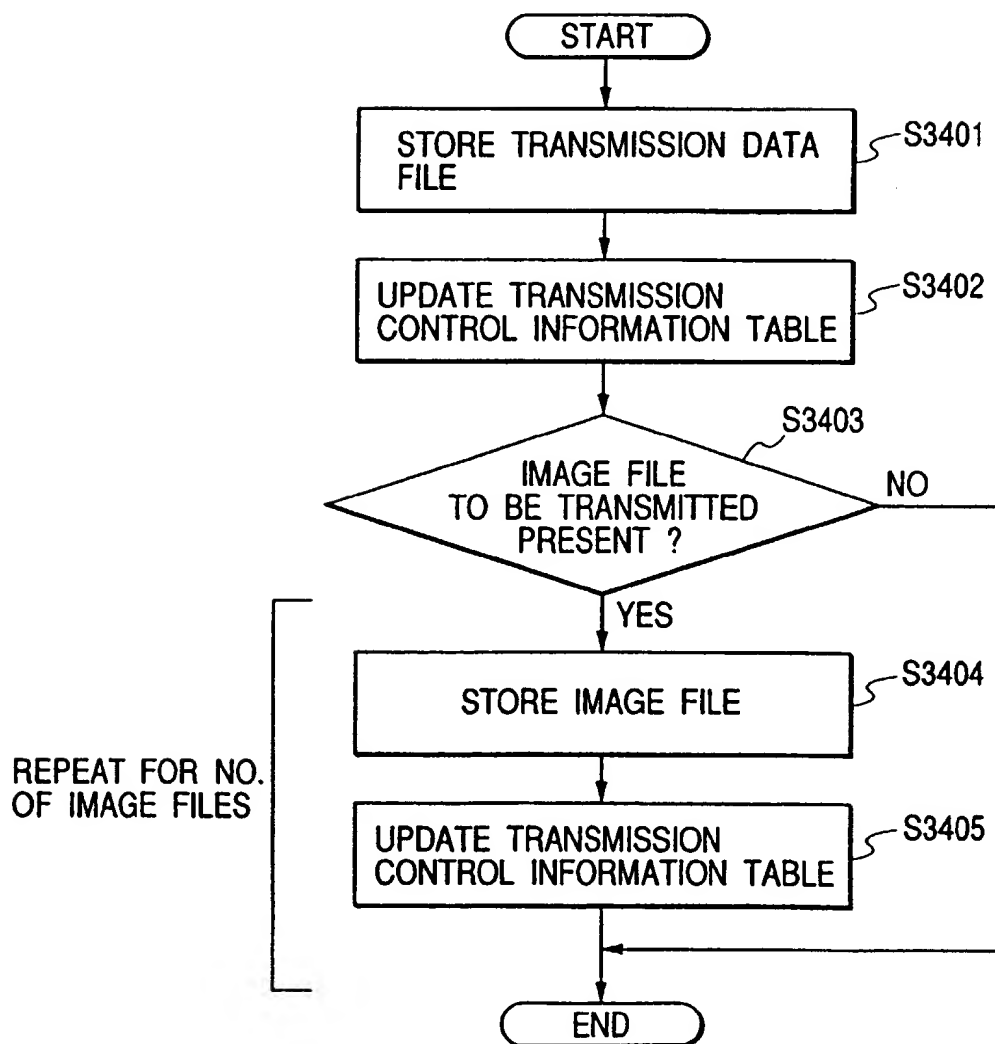 START
STORE TRANSMISSION DATA
FILE
S3401
UPDATE TRANSMISSION
CONTROL INFORMATION TABLE
S3402
S3403
IMAGE FILE
TO BE TRANSMITTED
PRESENT ?
NO
YES
STORE IMAGE FILE
S3404
REPEAT FOR NO.
OF IMAGE FILES
UPDATE TRANSMISSION
CONTROL INFORMATION TABLE
S3405
END